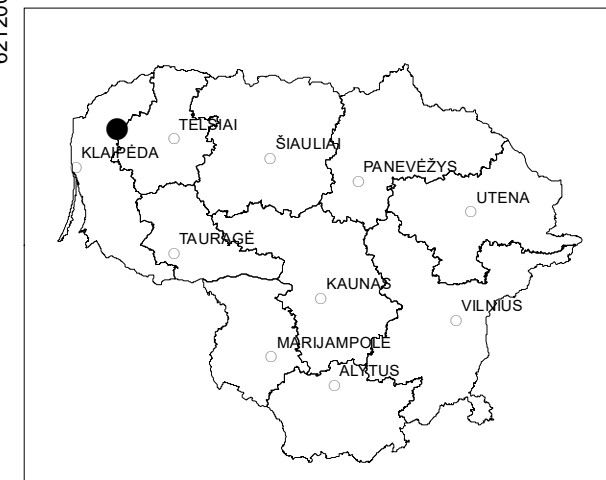 TELŠIAI
ŠIAULIAI
KLAIPĖDA
PANEVĖŽYS
UTENA
TAURAGĖ
KAUNAS
VILNIUS
MARIJAMPOLĖ
ALYTUS